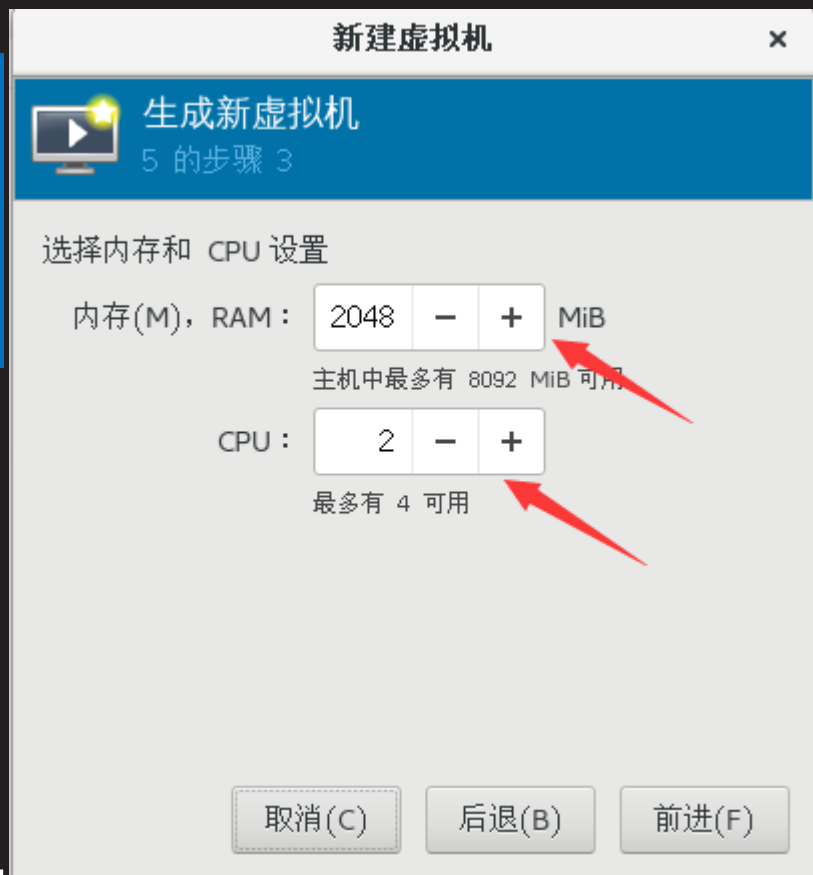 新建虚拟机 ×
生成新虚拟机
5 的步骤 3
选择内存和 CPU 设置
内存(M)，RAM： 2048 − + MiB
主机中最多有 8092 MiB 可用
CPU： 2 − +
最多有 4 可用
取消(C) 后退(B) 前进(F)